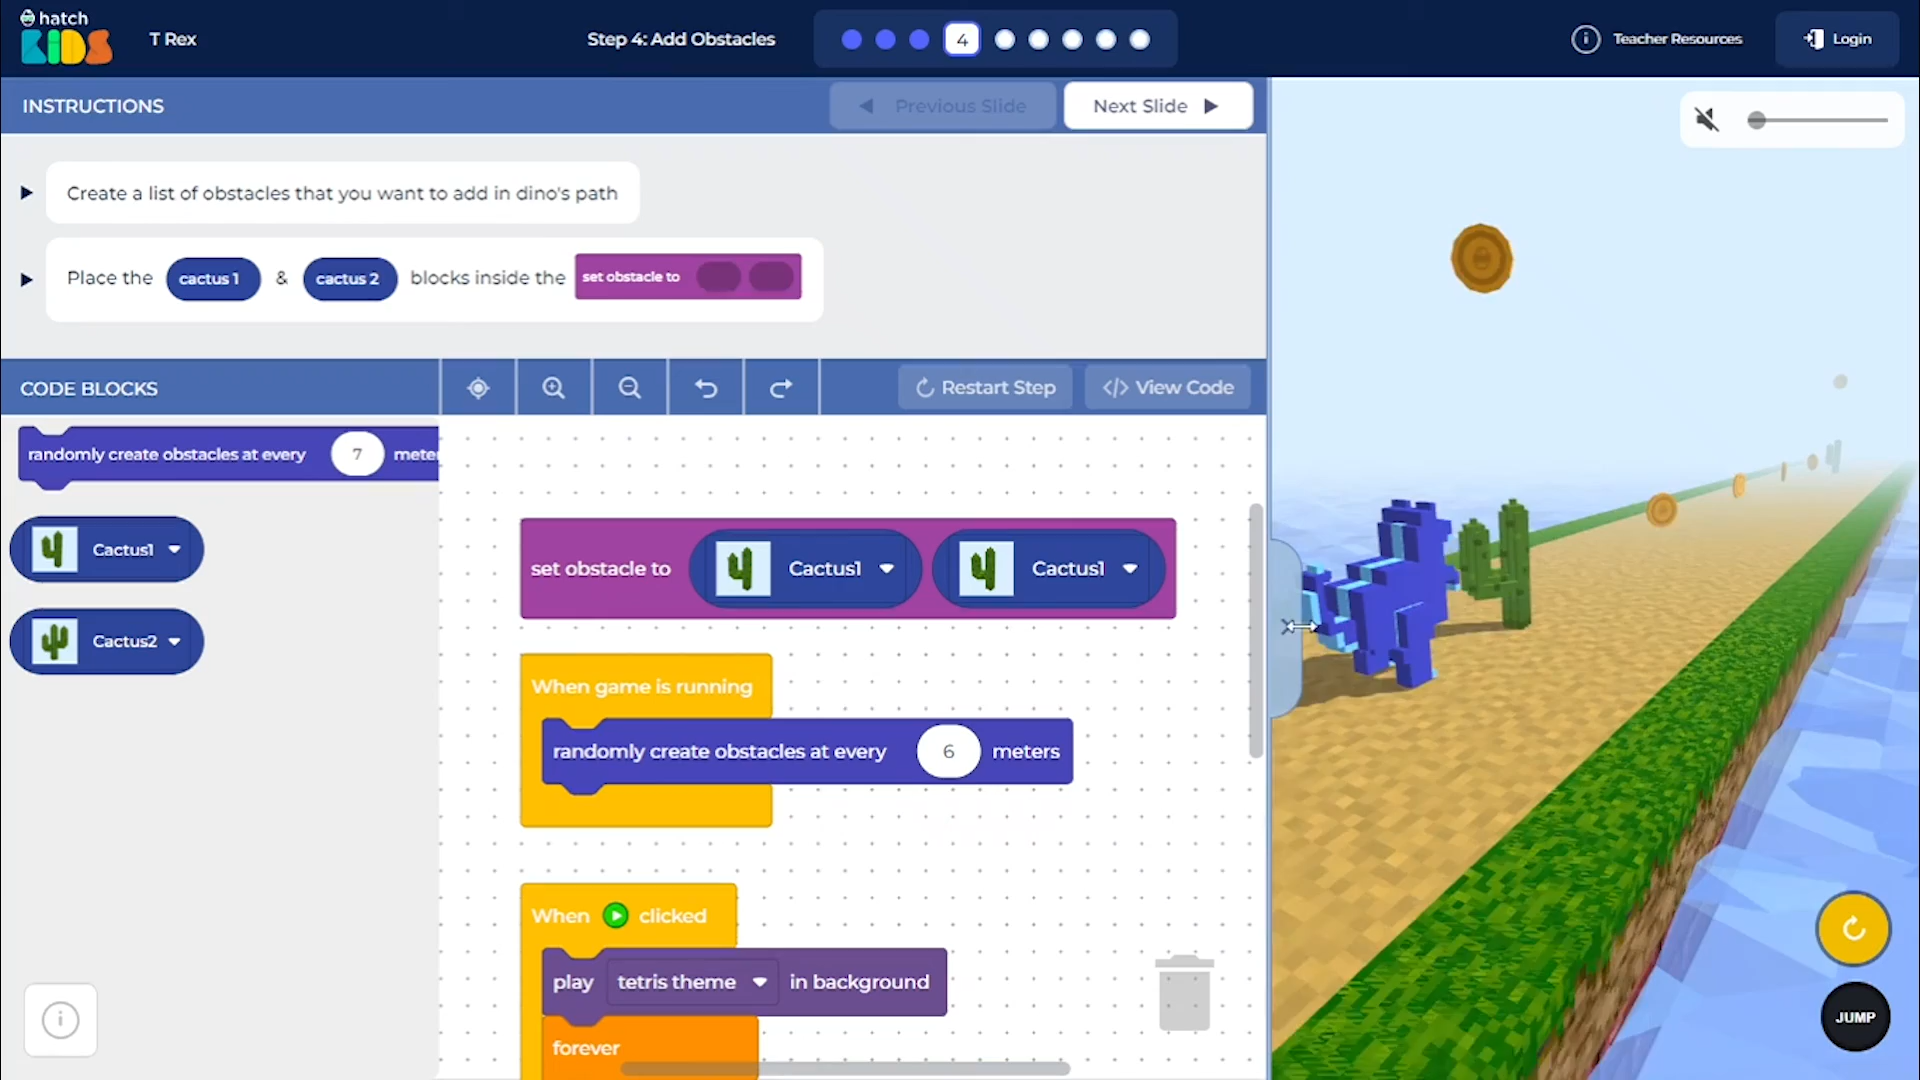 hatch
KIDS
T Rex
Step 4: Add Obstacles
4
Teacher Resources
Login
INSTRUCTIONS
Previous Slide
Next Slide
Create a list of obstacles that you want to add in dino's path
Place the cactus 1 & cactus 2 blocks inside the set obstacle to
CODE BLOCKS
Restart Step
</> View Code
randomly create obstacles at every 7 meter
Cactus1
Cactus2
set obstacle to Cactus1 Cactus1
When game is running
randomly create obstacles at every 6 meters
When clicked
play tetris theme in background
forever
JUMP